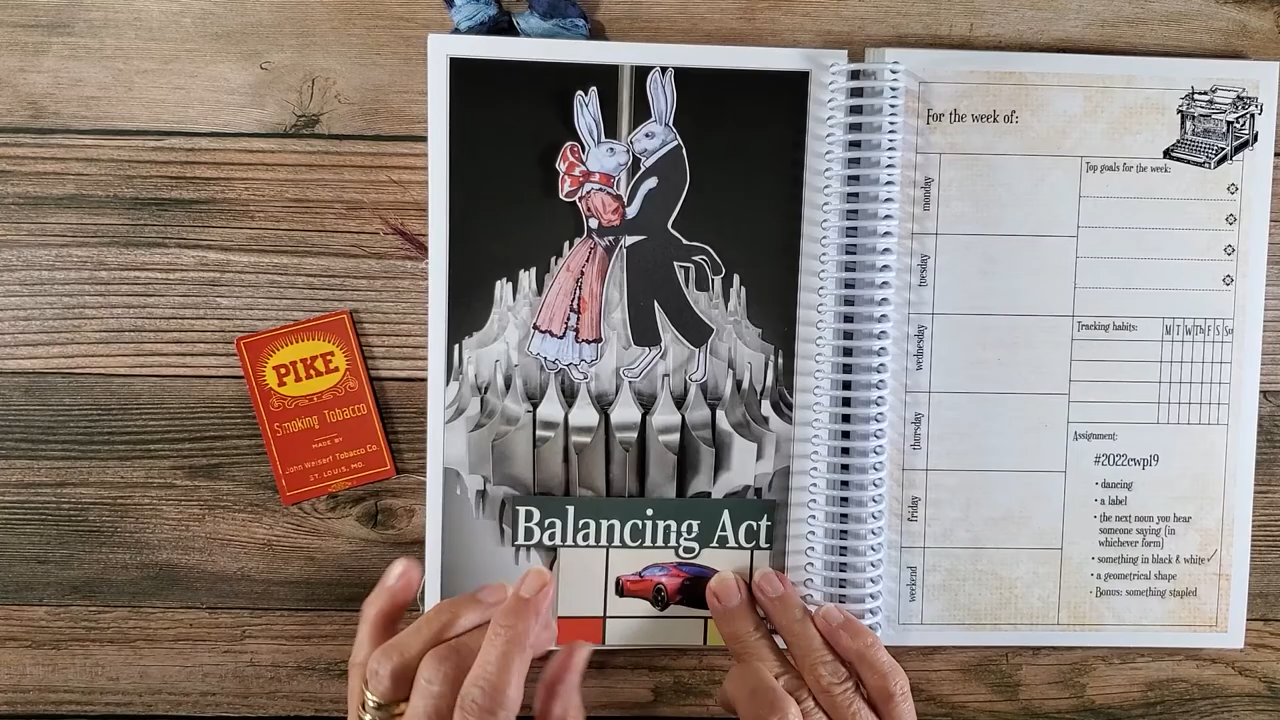 PIKE
Smoking Tobacco
MADE BY
John Weisert Tobacco Co.
ST. LOUIS, MO.
Balancing Act
For the week of:
monday
tuesday
wednesday
thursday
friday
weekend
Top goals for the week:
Tracking habits:
M T W Th F S Su
Assignment:
#2022cwp19
• dancing
• a label
• the next noun you hear
someone saying (in
whichever form)
• something in black & white ✓
• a geometrical shape
• Bonus: something stapled